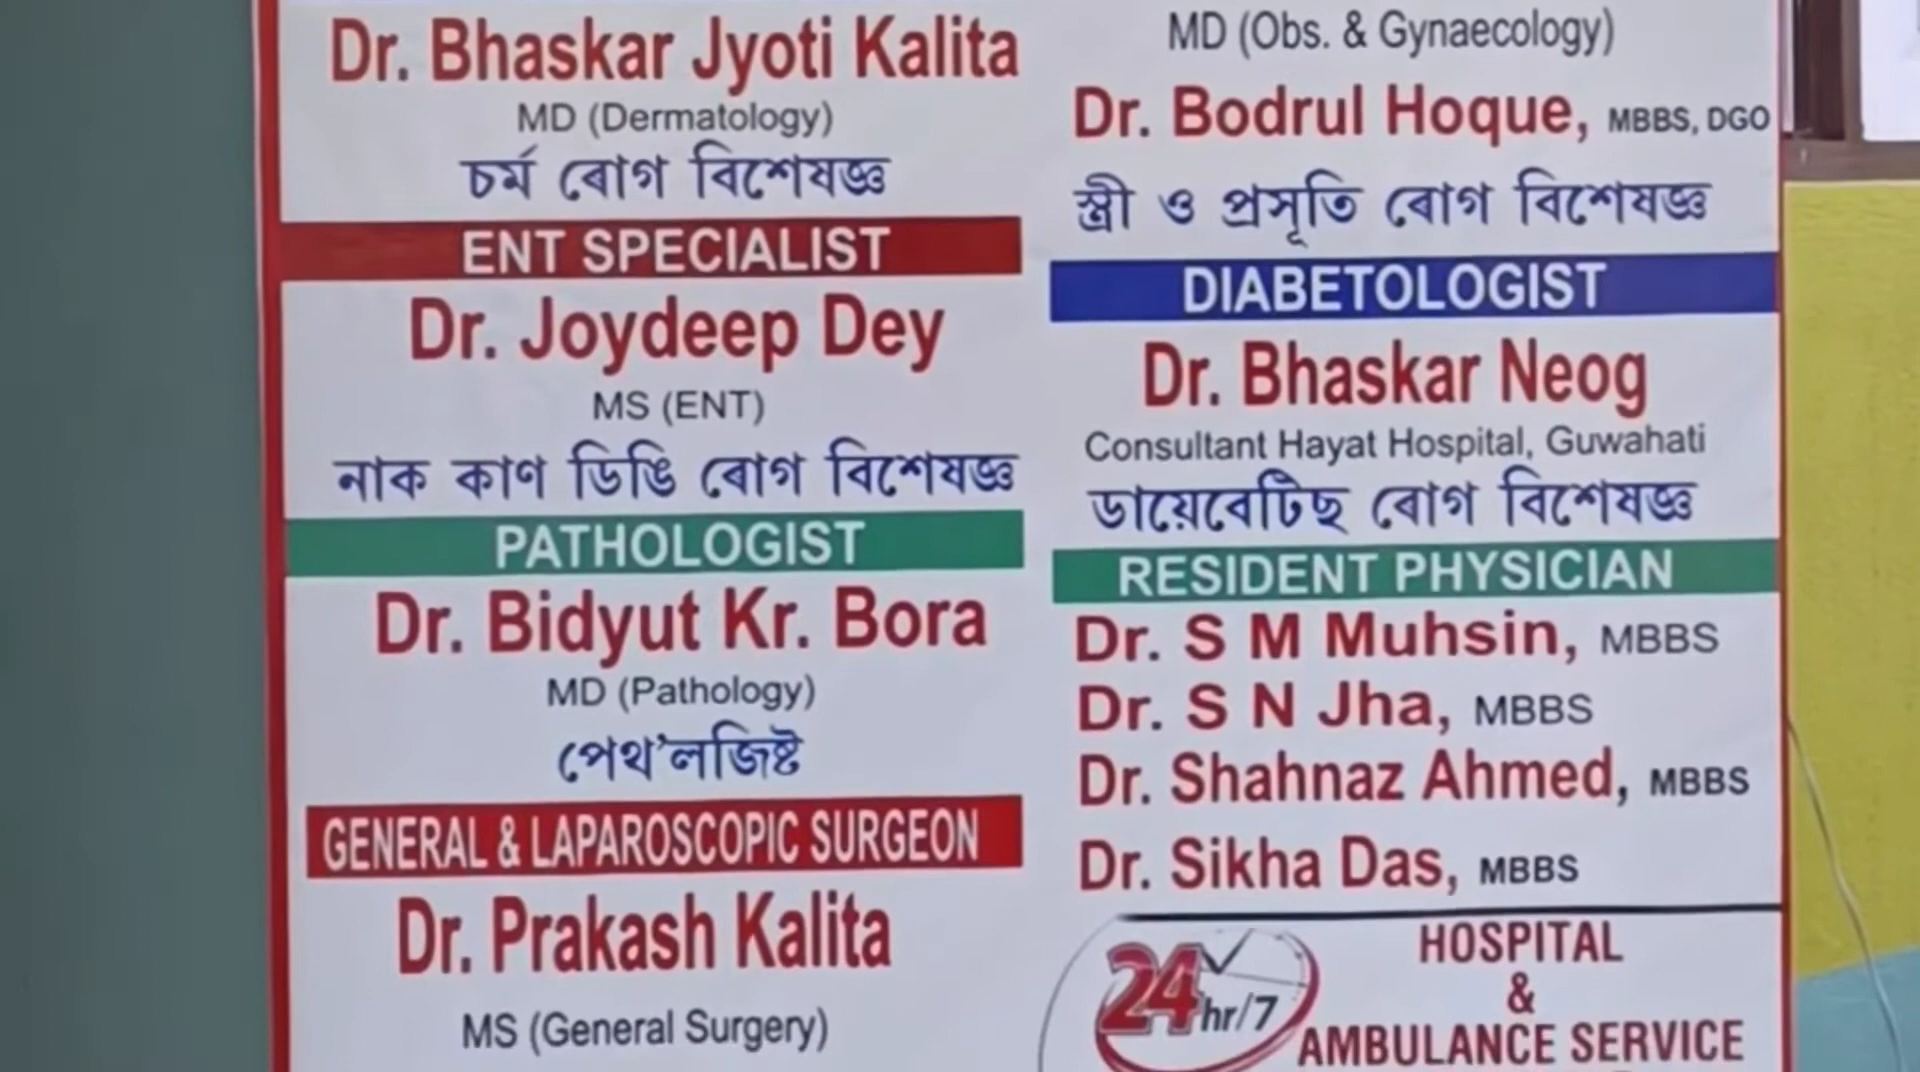 Dr. Bhaskar Jyoti Kalita
MD (Dermatology)
চৰ্ম ৰোগ বিশেষজ্ঞ
ENT SPECIALIST
Dr. Joydeep Dey
MS (ENT)
নাক কাণ ডিঙি ৰোগ বিশেষজ্ঞ
PATHOLOGIST
Dr. Bidyut Kr. Bora
MD (Pathology)
পেথ'লজিষ্ট
GENERAL & LAPAROSCOPIC SURGEON
Dr. Prakash Kalita
MS (General Surgery)
MD (Obs. & Gynaecology)
Dr. Bodrul Hoque, MBBS, DGO
স্ত্ৰী ও প্ৰসূতি ৰোগ বিশেষজ্ঞ
DIABETOLOGIST
Dr. Bhaskar Neog
Consultant Hayat Hospital, Guwahati
ডায়েবেটিছ ৰোগ বিশেষজ্ঞ
RESIDENT PHYSICIAN
Dr. S M Muhsin, MBBS
Dr. S N Jha, MBBS
Dr. Shahnaz Ahmed, MBBS
Dr. Sikha Das, MBBS
24hr/7
HOSPITAL
&
AMBULANCE SERVICE